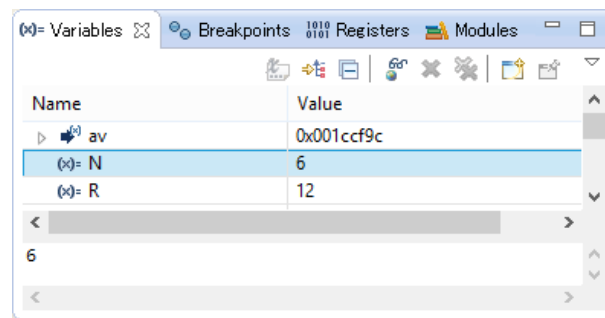 (x)= Variables Breakpoints 1010 0101 Registers Modules
Name Value
(x) av 0x001ccf9c
(x)= N 6
(x)= R 12
6